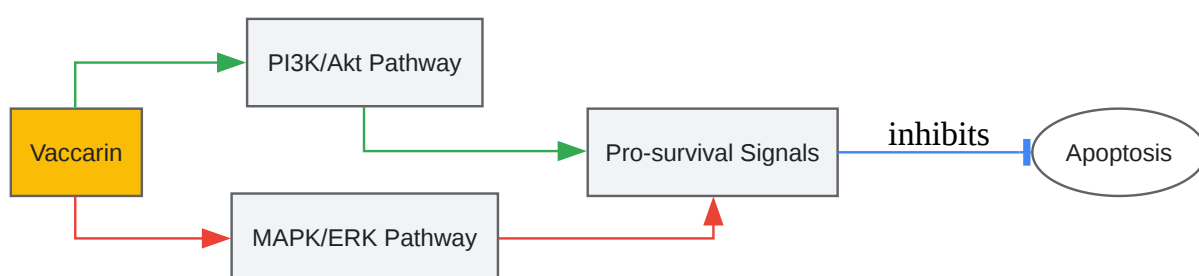 PI3K/Akt Pathway
Vaccarin
Pro-survival Signals
inhibits
Apoptosis
MAPK/ERK Pathway